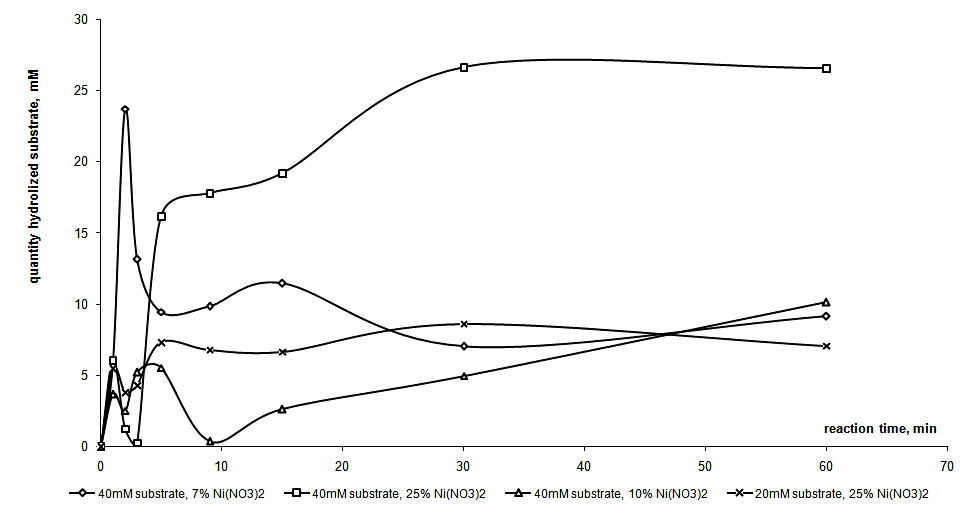 quantity hydrolized substrate, mM
30
25
20
15
10
5
0
0 10 20 30 40 50 60 70
reaction time, min
40mM substrate, 7% Ni(NO3)2 40mM substrate, 25% Ni(NO3)2 40mM substrate, 10% Ni(NO3)2 20mM substrate, 25% Ni(NO3)2